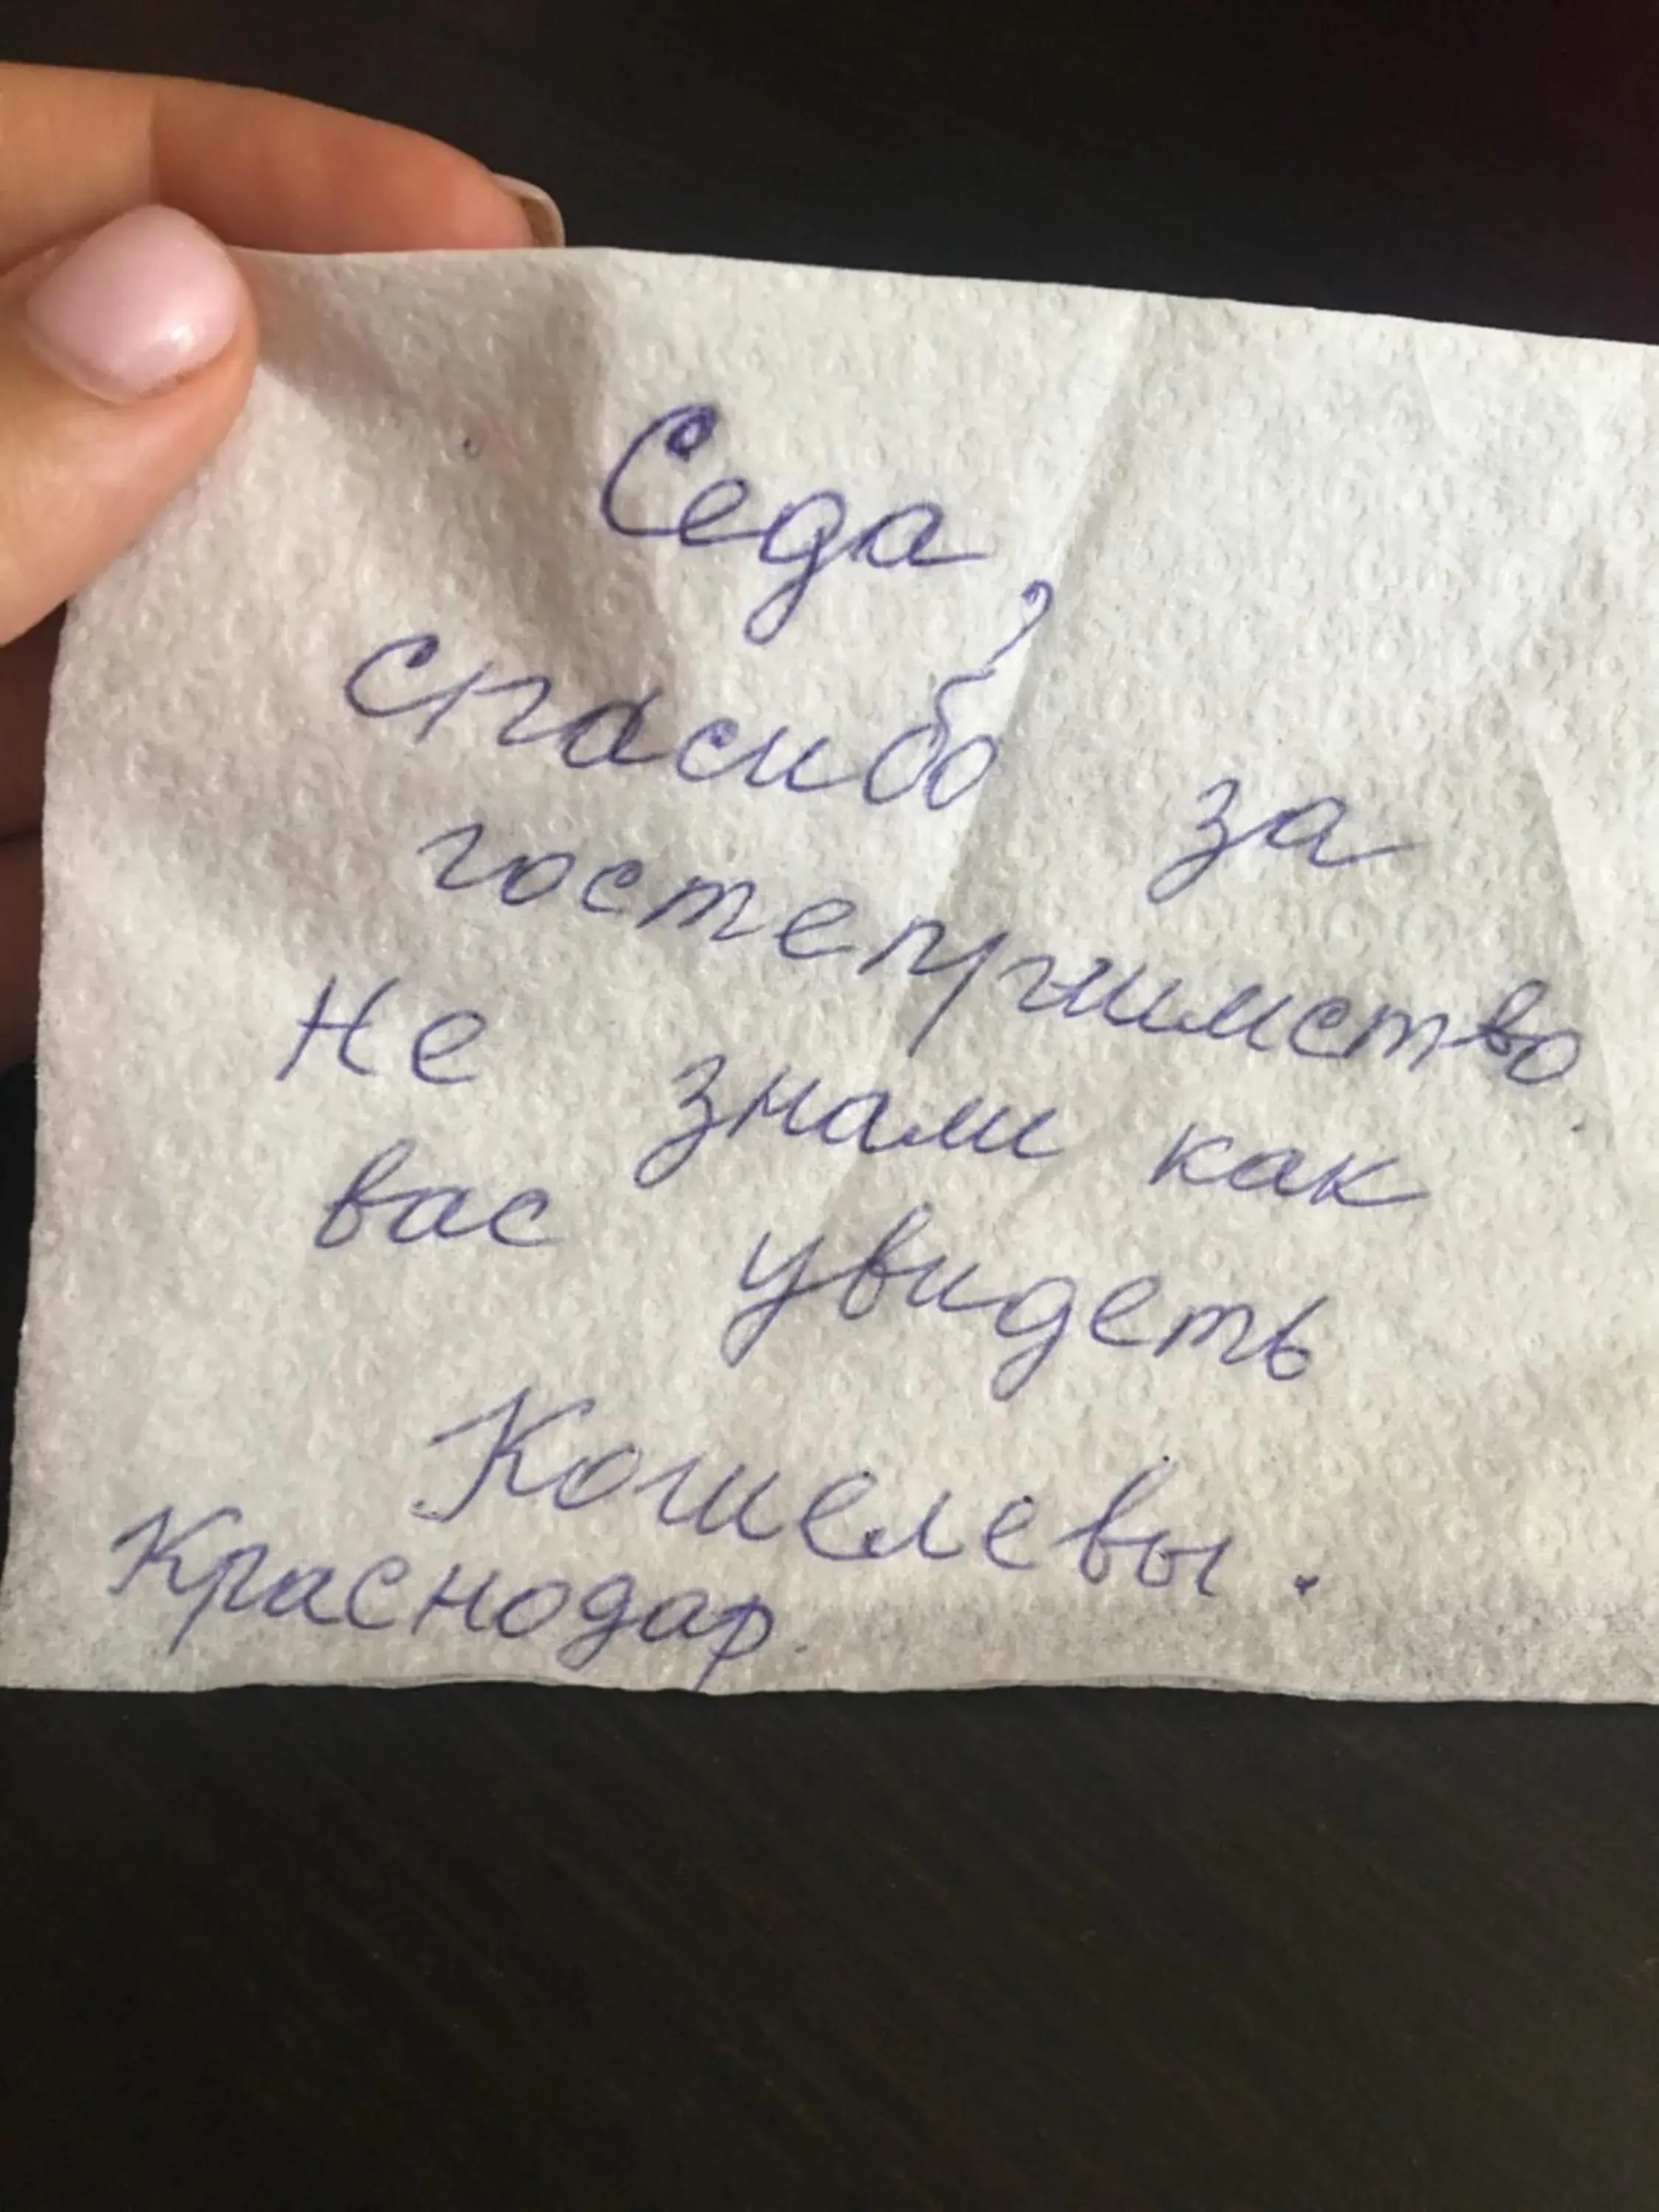 Седа,
спасибо за
гостеприимство.
Не знали как
вас увидеть
Кошелевы.
Краснодар.